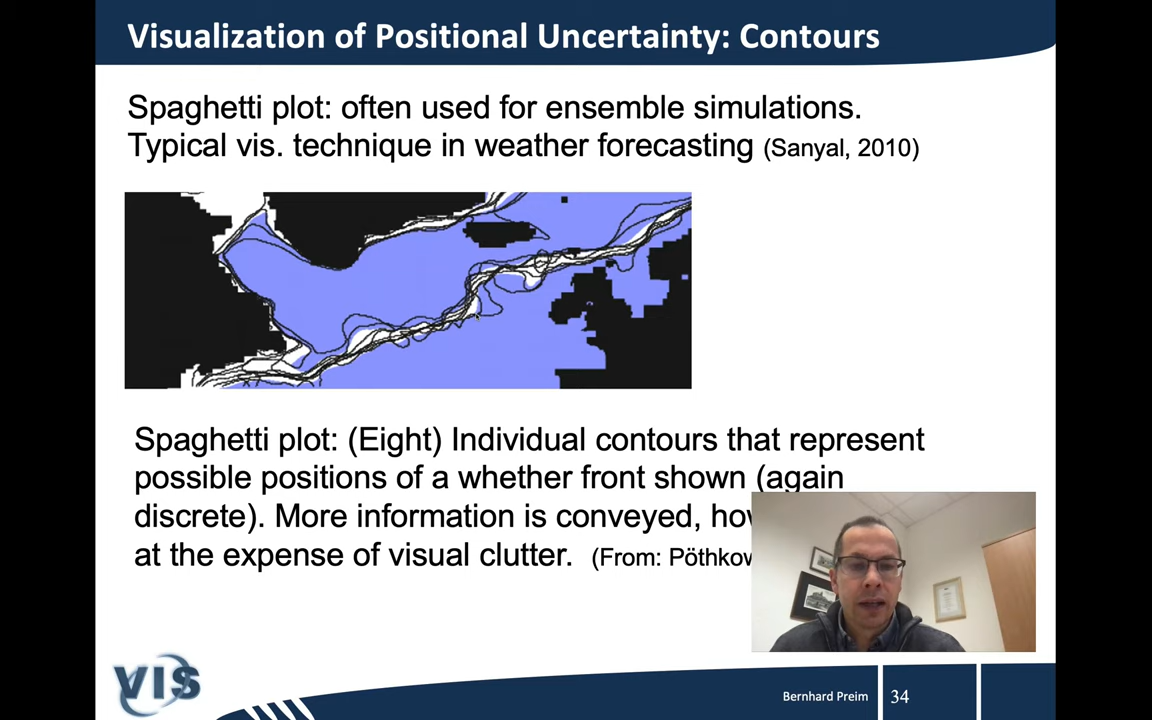 Visualization of Positional Uncertainty: Contours
Spaghetti plot: often used for ensemble simulations.
Typical vis. technique in weather forecasting (Sanyal, 2010)
Spaghetti plot: (Eight) Individual contours that represent
possible positions of a whether front shown (again
discrete). More information is conveyed,
at the expense of visual clutter. (From:
VIS
Bernhard Preim
34